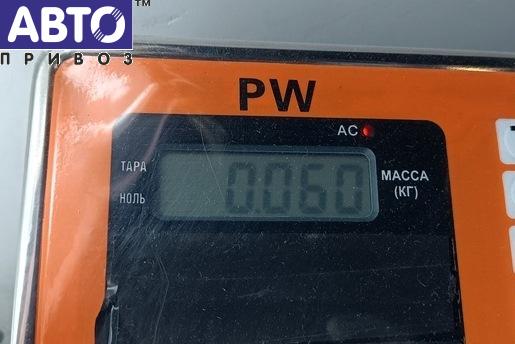 АВТО™
ПРИВОЗ
PW
AC
ТАРА
НОЛЬ
0.060
МАССА
(КГ)